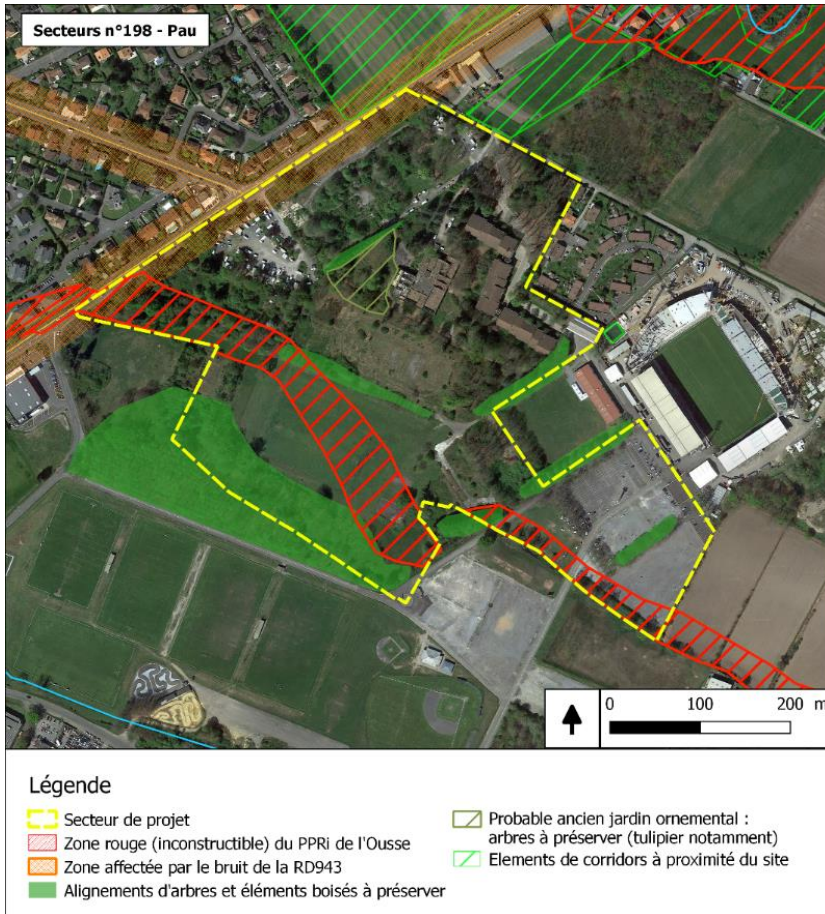 Secteurs n°198 - Pau
0 100 200 m
Légende
Secteur de projet
Zone rouge (inconstructible) du PPRi de l'Ousse
Zone affectée par le bruit de la RD943
Alignements d'arbres et éléments boisés à préserver
Probable ancien jardin ornemental :
arbres à préserver (tulipier notamment)
Elements de corridors à proximité du site